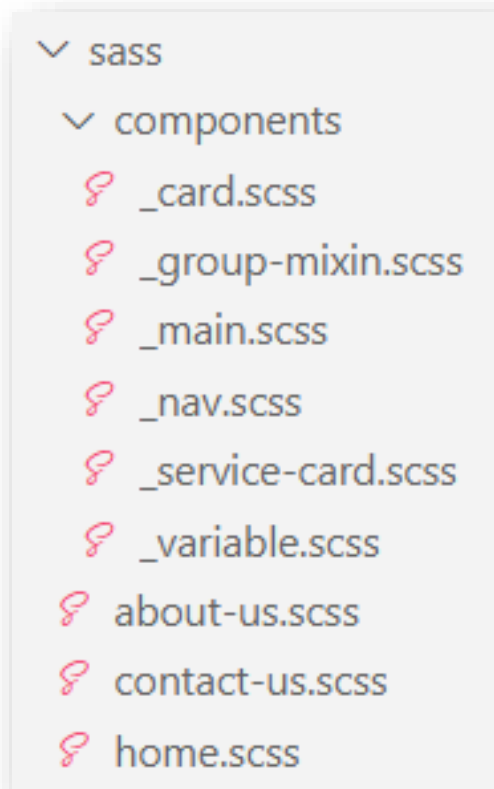 sass
components
_card.scss
_group-mixin.scss
_main.scss
_nav.scss
_service-card.scss
_variable.scss
about-us.scss
contact-us.scss
home.scss